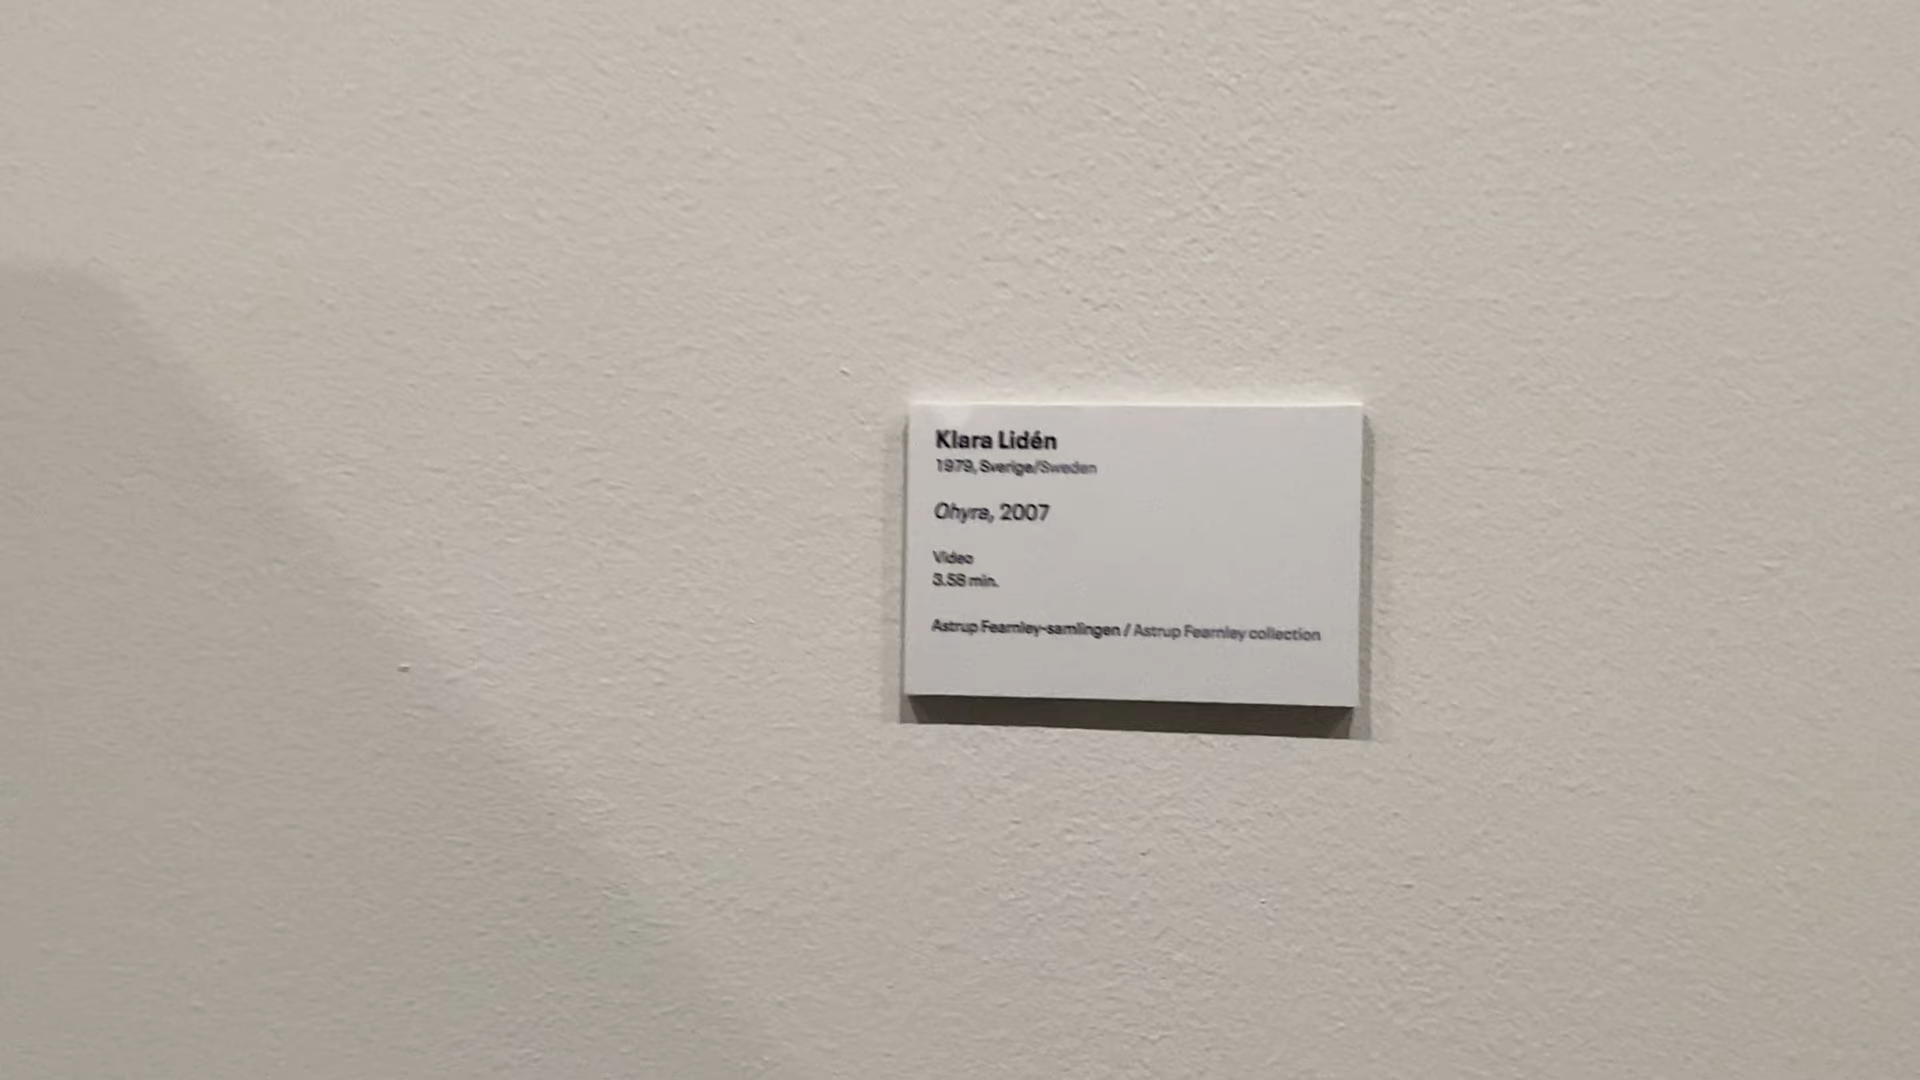 Klara Lidén
1979, Sverige/Sweden
Ohyra, 2007
Video
3.58 min.
Astrup Fearnley-samlingen / Astrup Fearnley collection